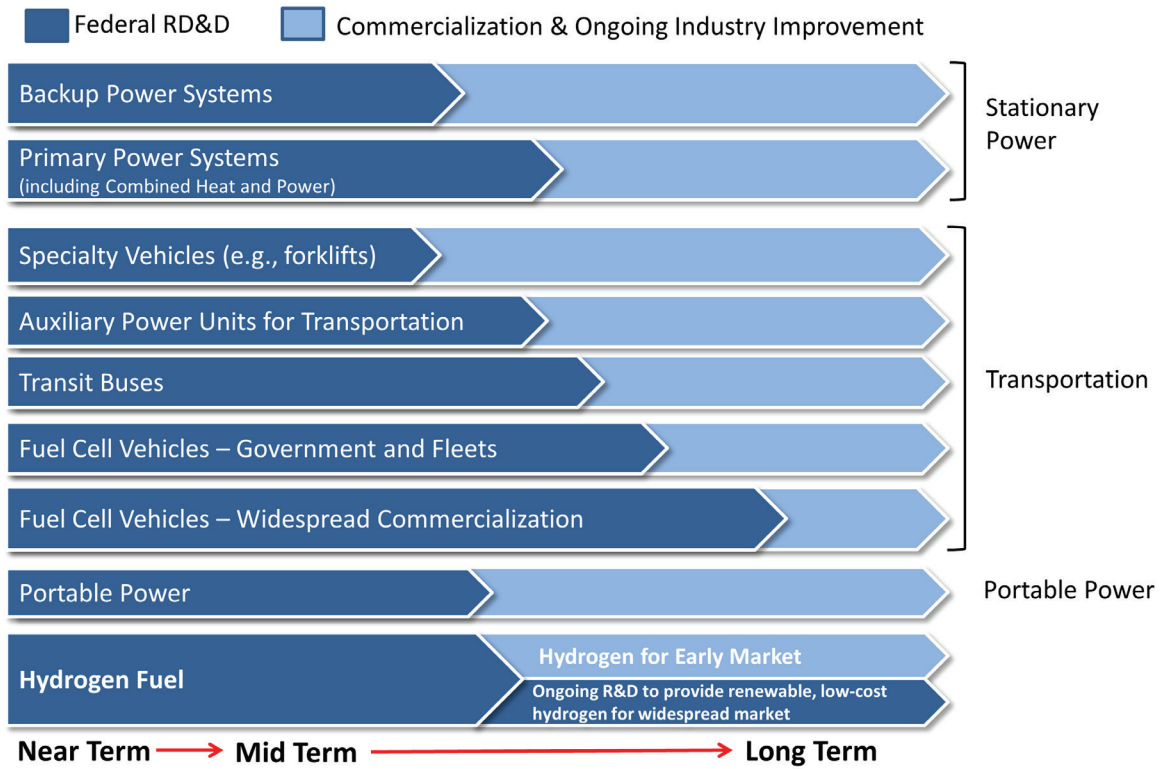 Federal RD&D
Commercialization & Ongoing Industry Improvement
Backup Power Systems
Primary Power Systems
(including Combined Heat and Power)
Stationary
Power
Specialty Vehicles (e.g., forklifts)
Auxiliary Power Units for Transportation
Transit Buses
Fuel Cell Vehicles – Government and Fleets
Fuel Cell Vehicles – Widespread Commercialization
Transportation
Portable Power
Portable Power
Hydrogen Fuel
Hydrogen for Early Market
Ongoing R&D to provide renewable, low-cost
hydrogen for widespread market
Near Term
Mid Term
Long Term